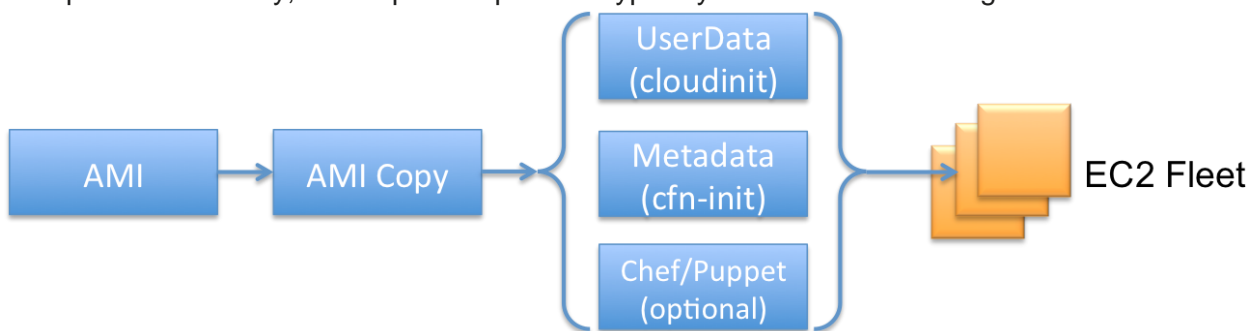 UserData
(cloudinit)
AMI
AMI Copy
Metadata
(cfn-init)
EC2 Fleet
Chef/Puppet
(optional)